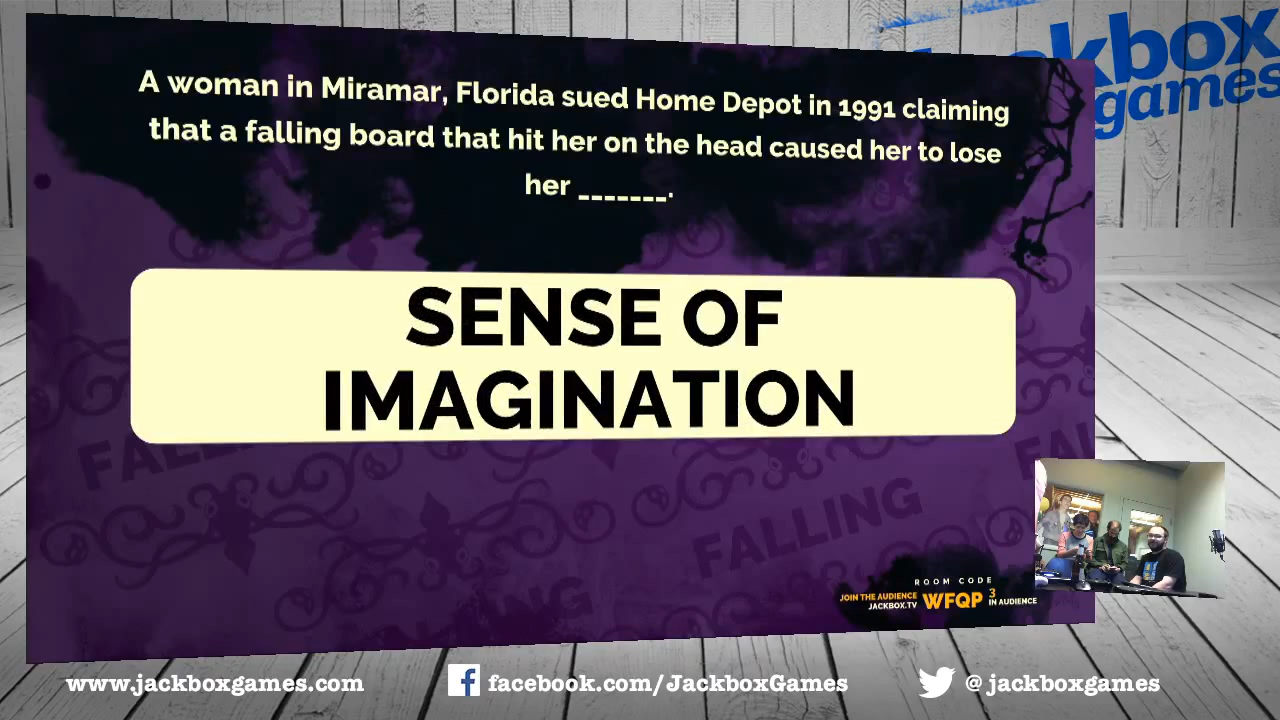 Jackbox
games
A woman in Miramar, Florida sued Home Depot in 1991 claiming
that a falling board that hit her on the head caused her to lose
her _______.
SENSE OF
IMAGINATION
FALLING
FALLING
ROOM CODE
JOIN THE AUDIENCE
JACKBOX.TV
WFQP
3
IN AUDIENCE
www.jackboxgames.com
facebook.com/JackboxGames
@jackboxgames